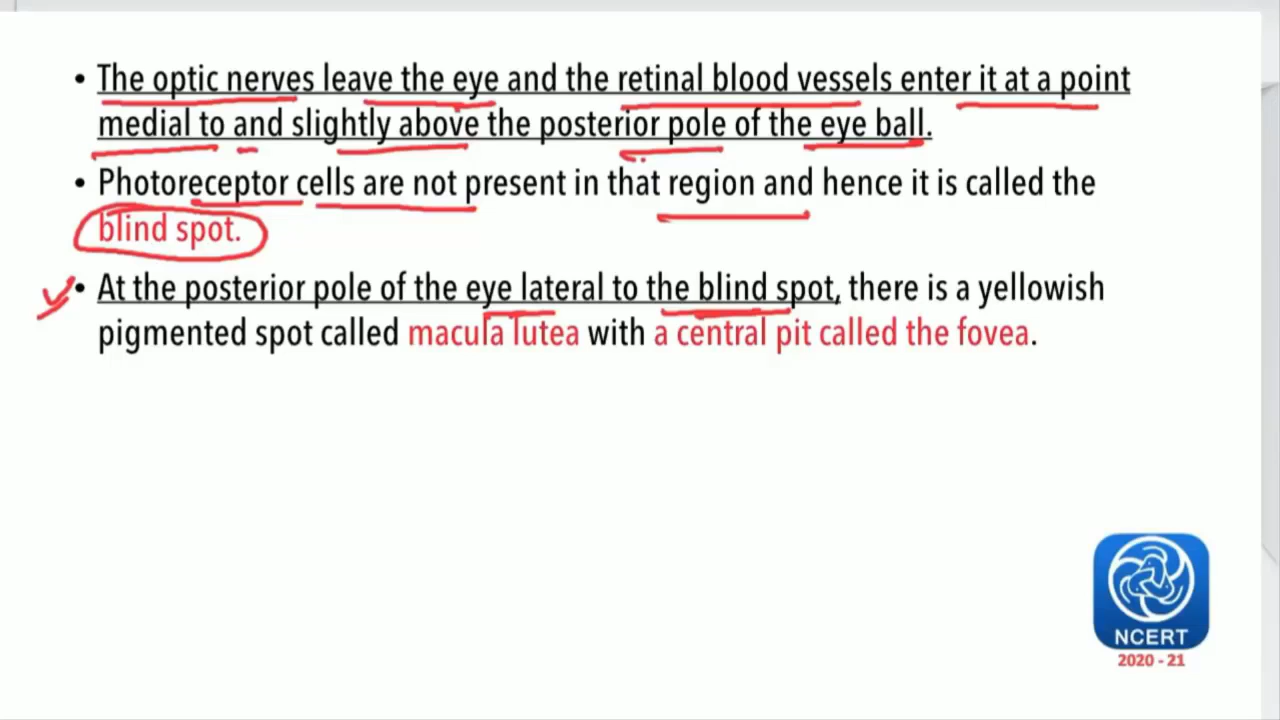 • The optic nerves leave the eye and the retinal blood vessels enter it at a point
medial to and slightly above the posterior pole of the eye ball.
• Photoreceptor cells are not present in that region and hence it is called the
blind spot.
• At the posterior pole of the eye lateral to the blind spot, there is a yellowish
pigmented spot called macula lutea with a central pit called the fovea.
NCERT
2020 - 21